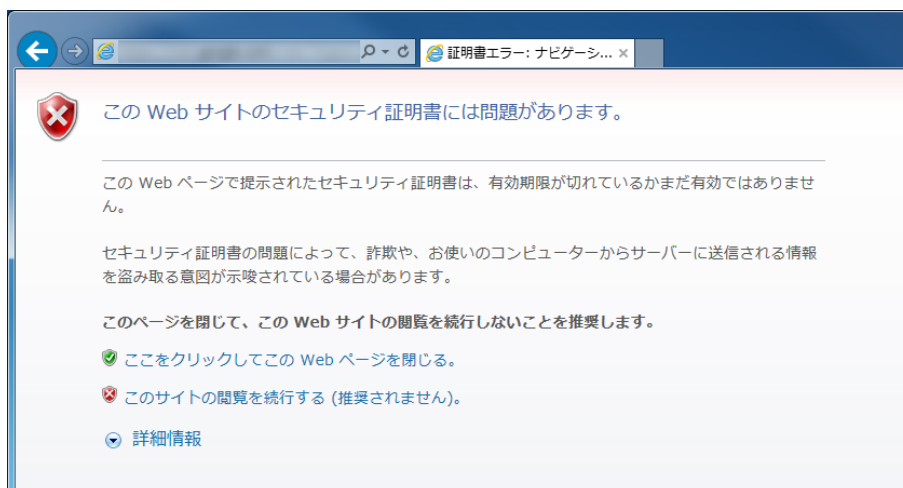 証明書エラー: ナビゲーシ...
この Web サイトのセキュリティ証明書には問題があります。
この Web ページで提示されたセキュリティ証明書は、有効期限が切れているかまだ有効ではありませ
ん。
セキュリティ証明書の問題によって、詐欺や、お使いのコンピューターからサーバーに送信される情報
を盗み取る意図が示唆されている場合があります。
このページを閉じて、この Web サイトの閲覧を続行しないことを推奨します。
ここをクリックしてこの Web ページを閉じる。
このサイトの閲覧を続行する (推奨されません)。
詳細情報